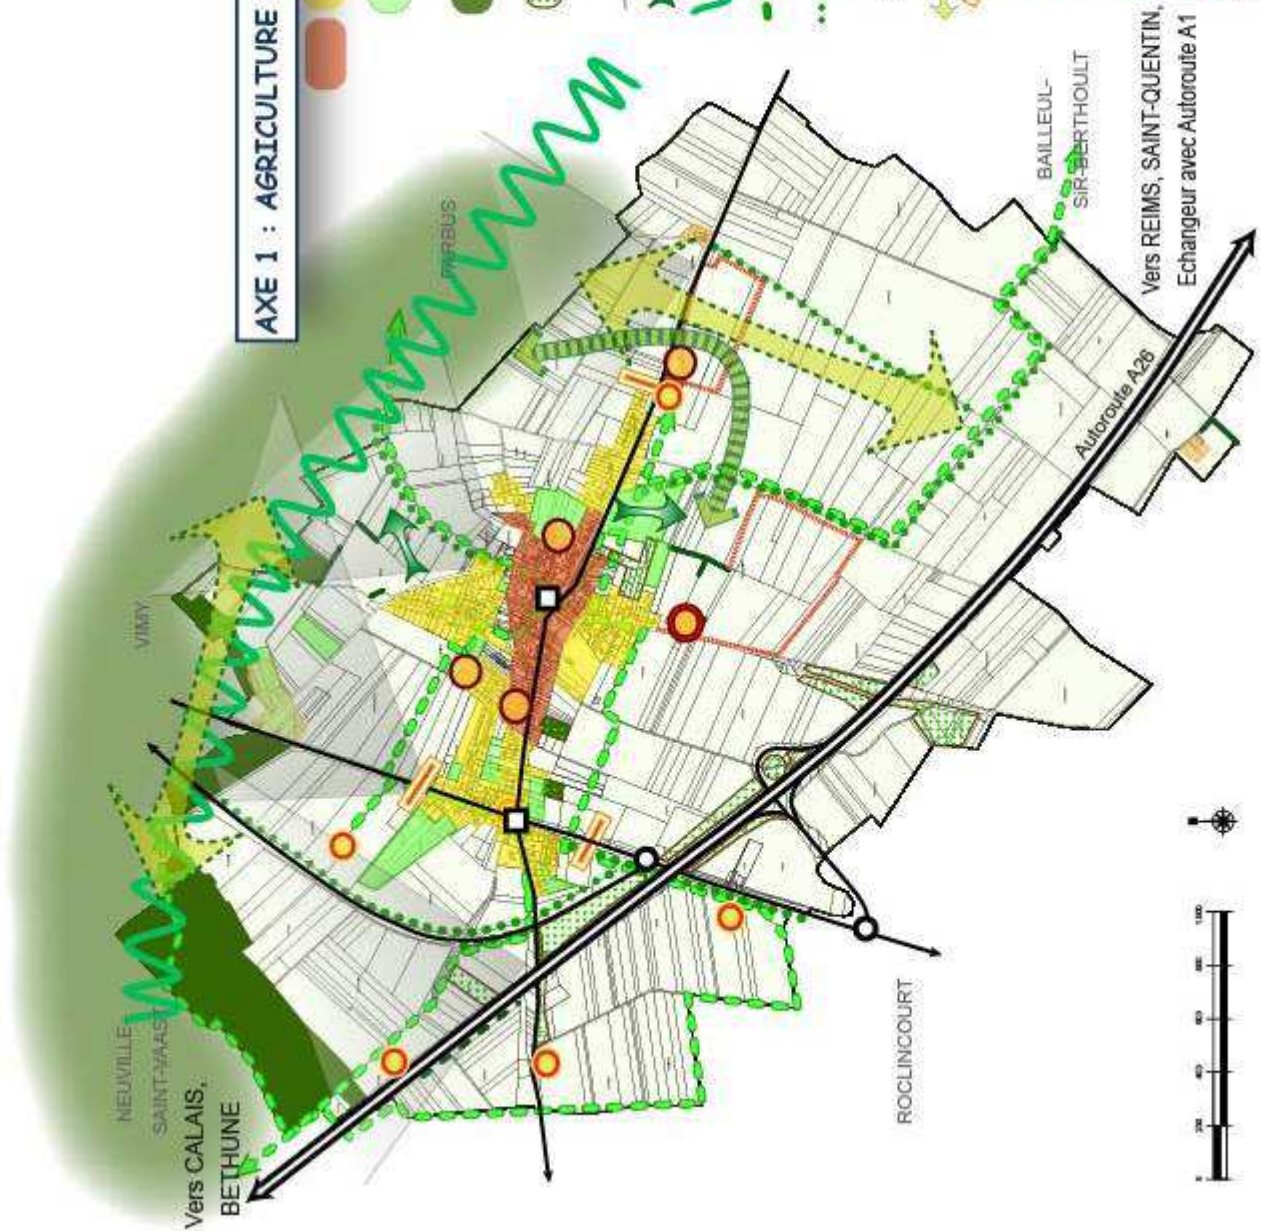 AXE 1 : AGRICULTURE
NEUVILLE
SAINT-VAAST
Vers CALAIS,
BETHUNE
VIMY
FARBUS
BAILLEUL-
SIR-BERTHOULT
Vers REIMS, SAINT-QUENTIN,
Echangeur avec Autoroute A1
Autoroute A26
ROCLINCOURT